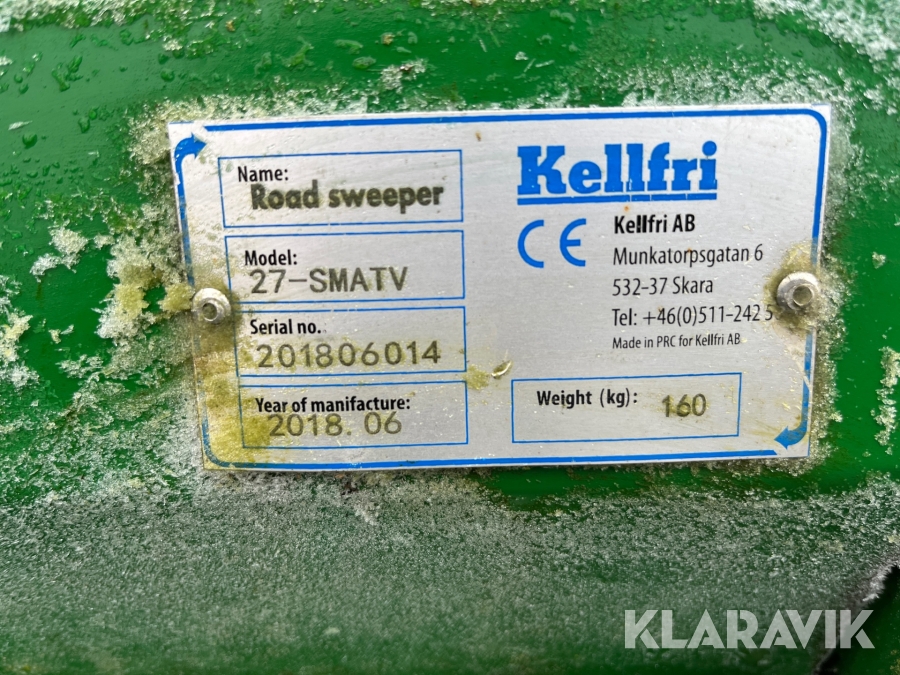 Name:
Road sweeper
Model:
27-SMATV
Serial no.
201806014
Year of manifacture:
2018.06
Kellfri
CE
Kellfri AB
Munkatorpsgatan 6
532-37 Skara
Tel: +46(0)511-242 5
Made in PRC for Kellfri AB
Weight (kg): 160
KLARAVIK